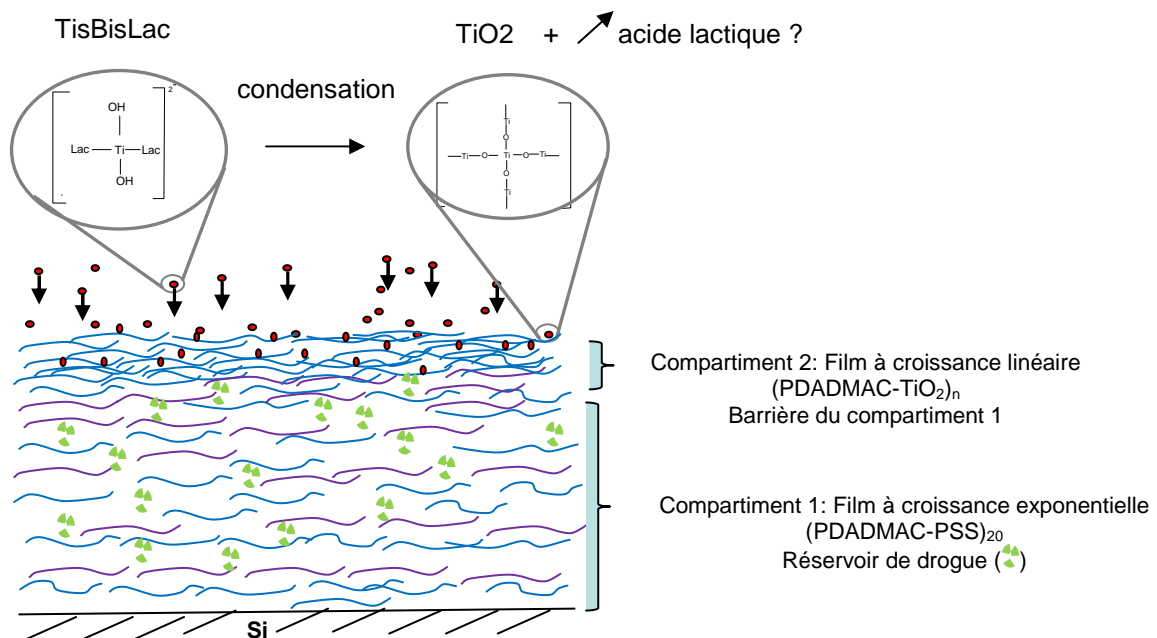 TisBisLac
TiO2 + acide lactique ?
condensation
2-
OH
Lac Ti Lac
OH
Ti
O
Ti O Ti O Ti
O
Ti
Compartiment 2: Film à croissance linéaire
(PDADMAC-TiO₂)ₙ
Barrière du compartiment 1
Compartiment 1: Film à croissance exponentielle
(PDADMAC-PSS)₂₀
Réservoir de drogue ( )
Si